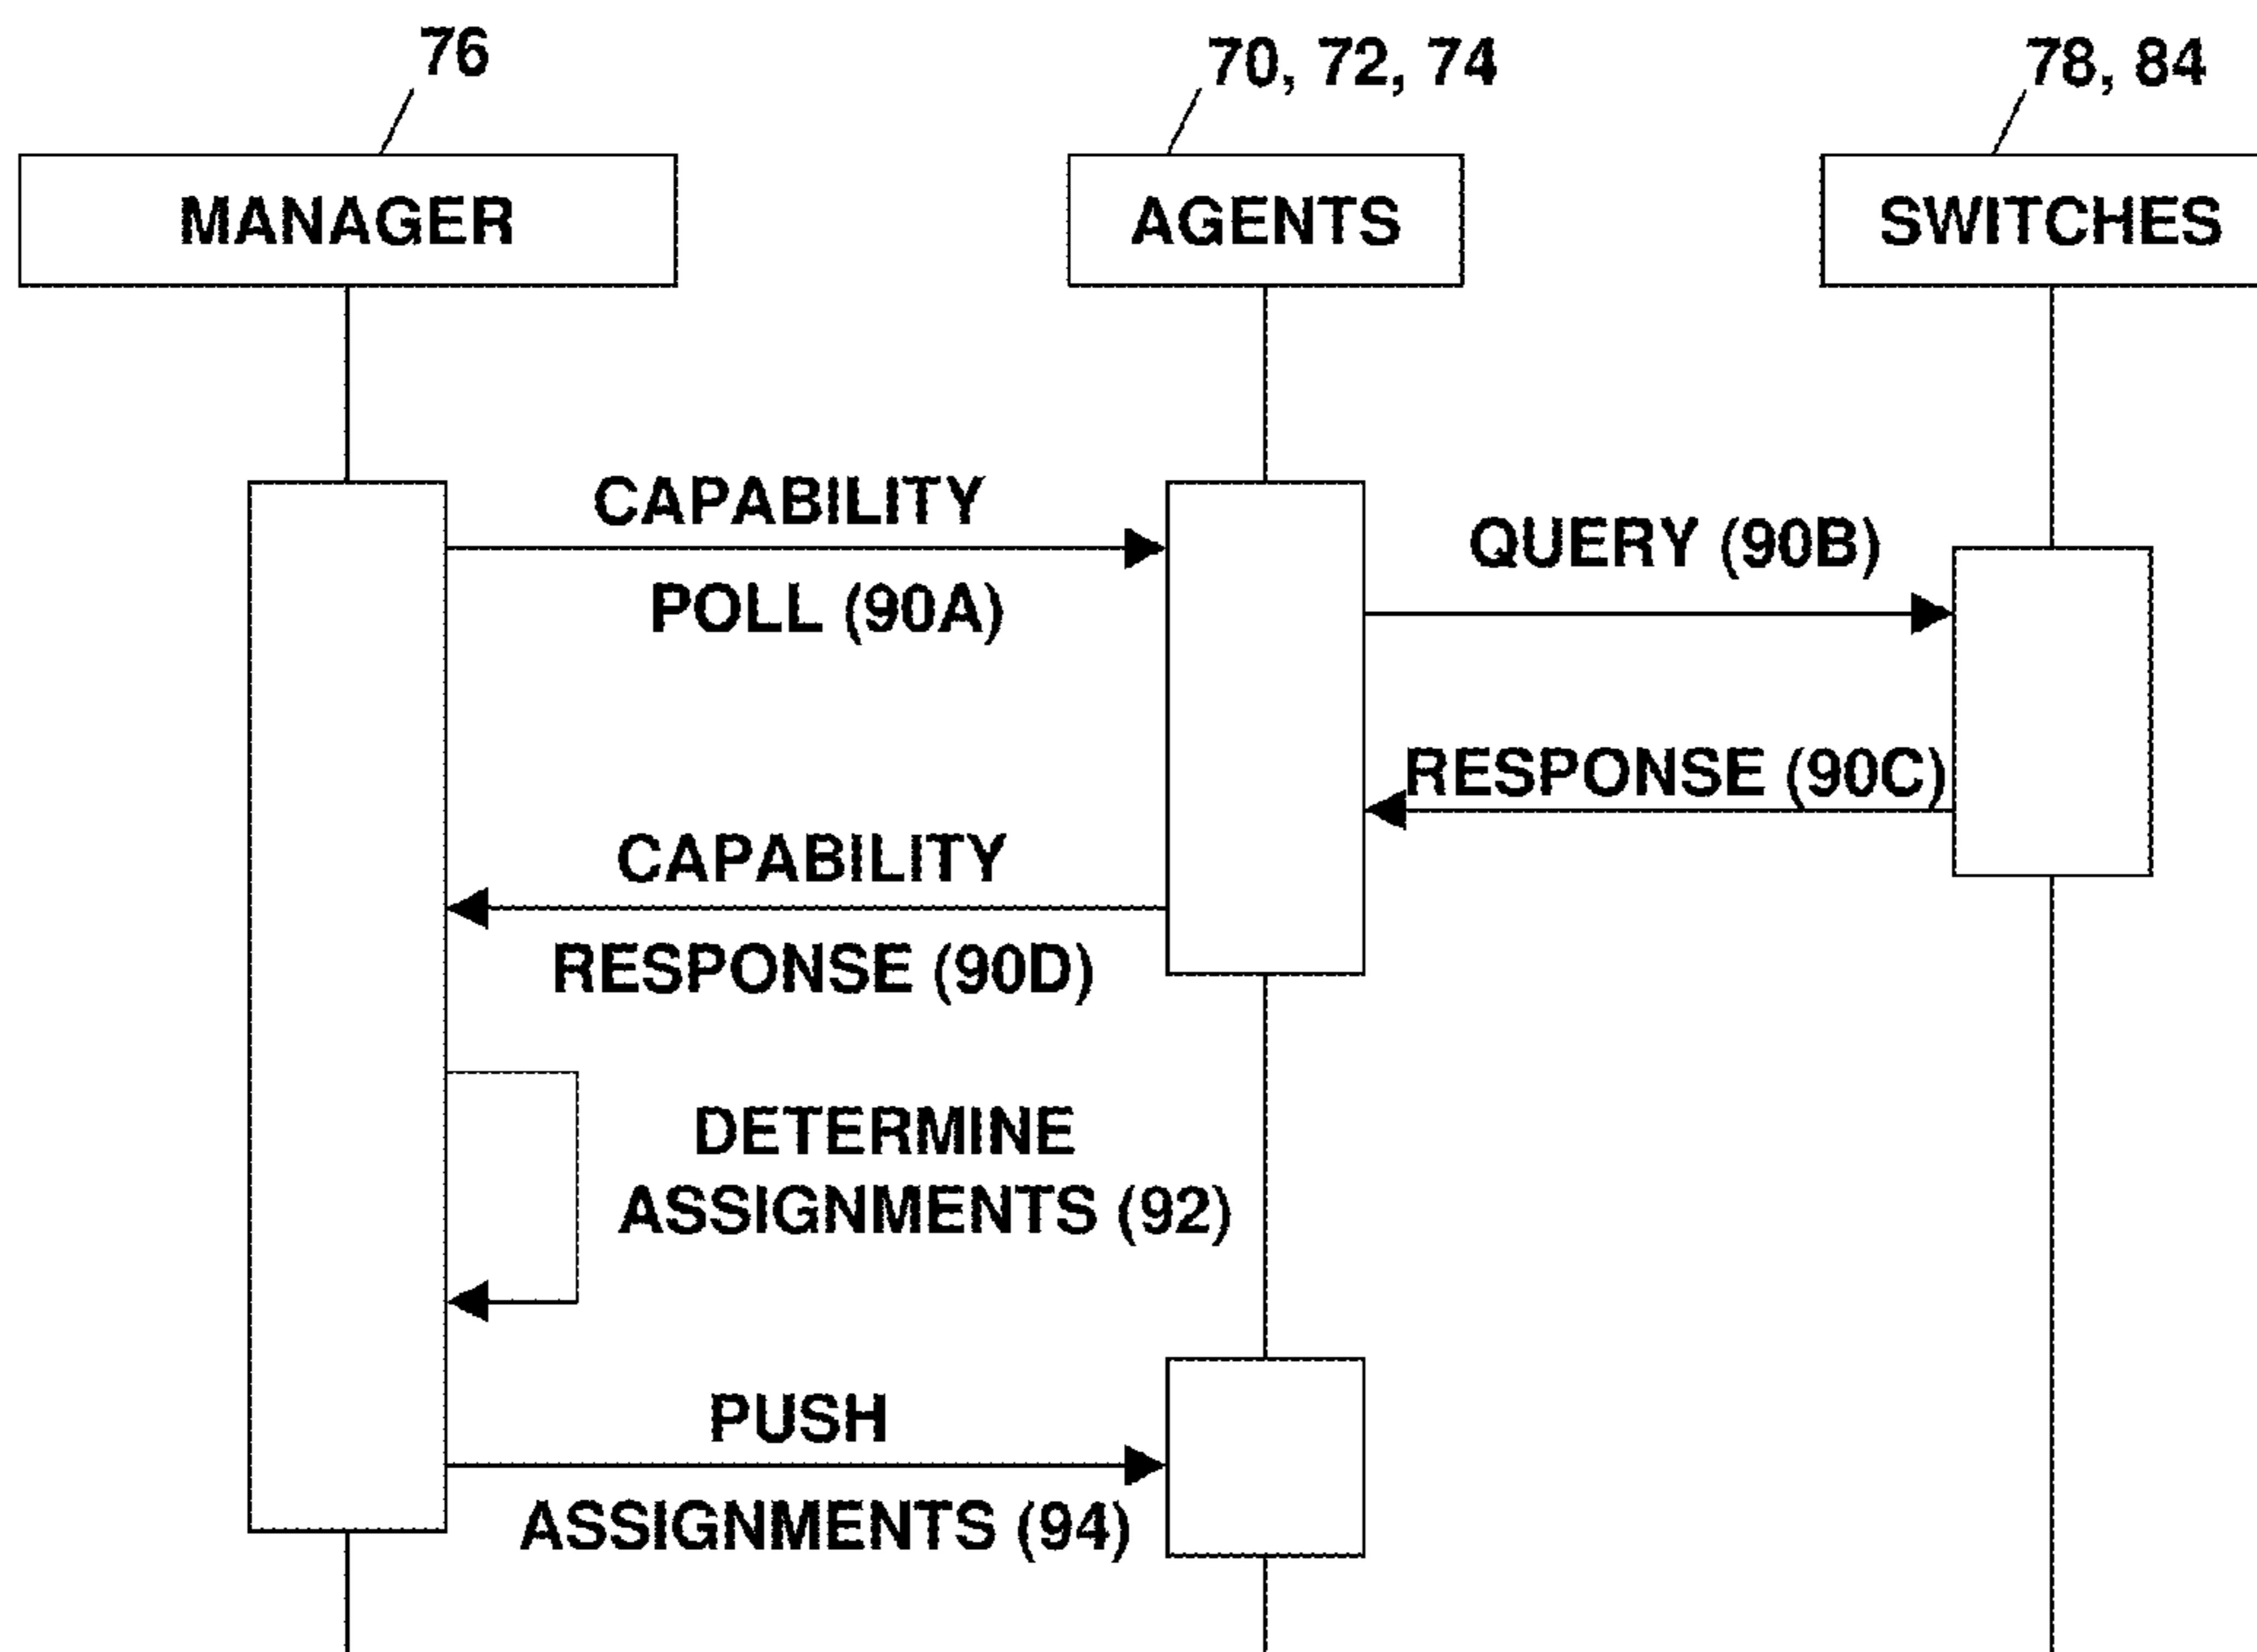 76
70, 72, 74
78, 84
MANAGER
AGENTS
SWITCHES
CAPABILITY
POLL (90A)
QUERY (90B)
RESPONSE (90C)
CAPABILITY
RESPONSE (90D)
DETERMINE
ASSIGNMENTS (92)
PUSH
ASSIGNMENTS (94)